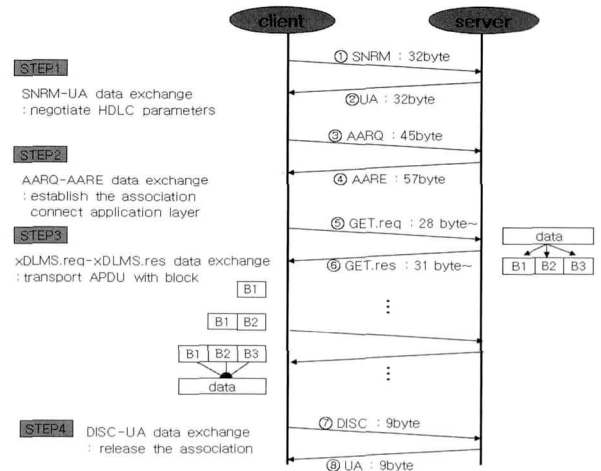 client
server
① SNRM : 32byte
STEP1
②UA : 32byte
SNRM-UA data exchange
: negotiate HDLC parameters
③ AARQ : 45byte
STEP2
④ AARE : 57byte
AARQ-AARE data exchange
: establish the association
connect application layer
⑤ GET.req : 28 byte~
STEP3
data
xDLMS.req-xDLMS.res data exchange
⑥ GET.res : 31 byte~
B1 B2 B3
: transport APDU with block
B1
B1 B2
B1 B2 B3
data
⑦ DISC : 9byte
STEP4
DISC-UA data exchange
: release the association
⑧ UA : 9byte